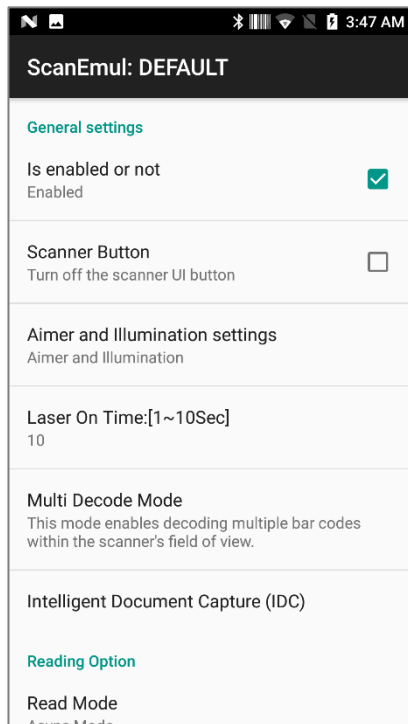 3:47 AM
ScanEmul: DEFAULT
General settings
Is enabled or not
Enabled
Scanner Button
Turn off the scanner UI button
Aimer and Illumination settings
Aimer and Illumination
Laser On Time:[1~10Sec]
10
Multi Decode Mode
This mode enables decoding multiple bar codes
within the scanner's field of view.
Intelligent Document Capture (IDC)
Reading Option
Read Mode
Async Mode